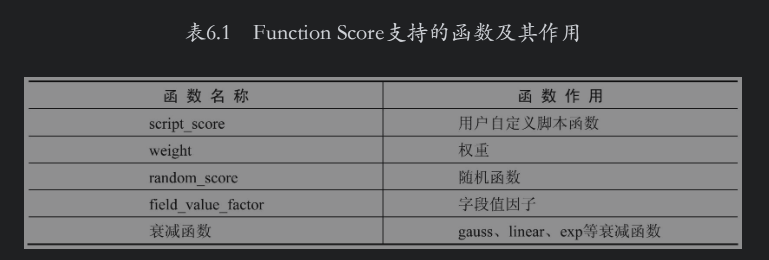 表6.1 Function Score支持的函数及其作用
函数名称 函数作用
script_score 用户自定义脚本函数
weight 权重
random_score 随机函数
field_value_factor 字段值因子
衰减函数 gauss、linear、exp等衰减函数